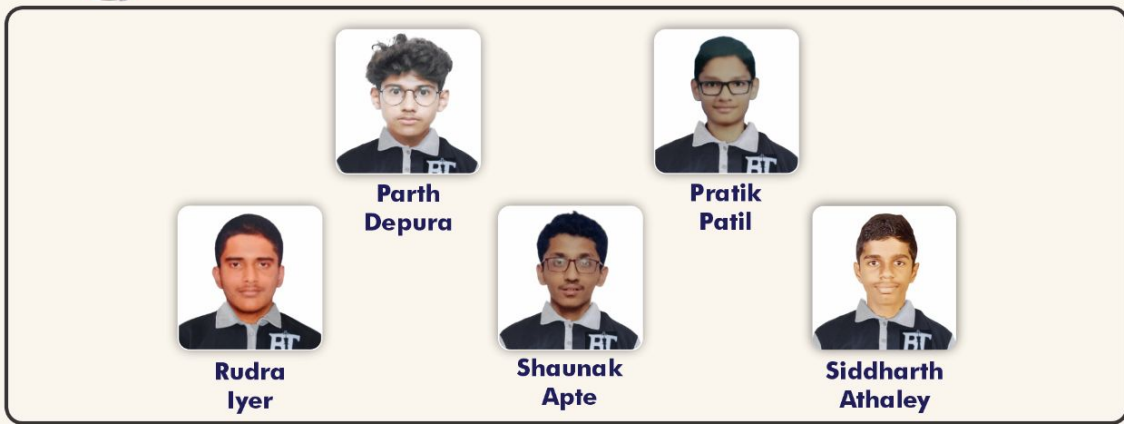 Parth
Depura
Pratik
Patil
Rudra
Iyer
Shaunak
Apte
Siddharth
Athaley